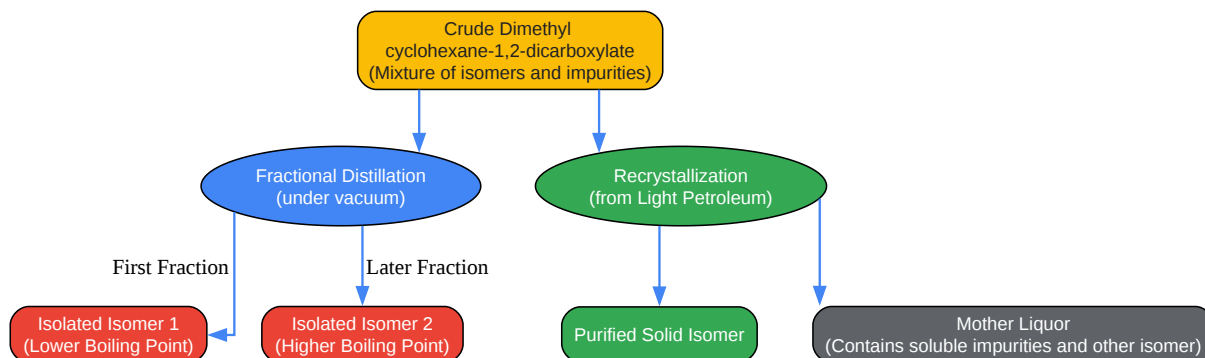 Crude Dimethyl
cyclohexane-1,2-dicarboxylate
(Mixture of isomers and impurities)
Fractional Distillation
(under vacuum)
Recrystallization
(from Light Petroleum)
First Fraction
Later Fraction
Isolated Isomer 1
(Lower Boiling Point)
Isolated Isomer 2
(Higher Boiling Point)
Purified Solid Isomer
Mother Liquor
(Contains soluble impurities and other isomer)